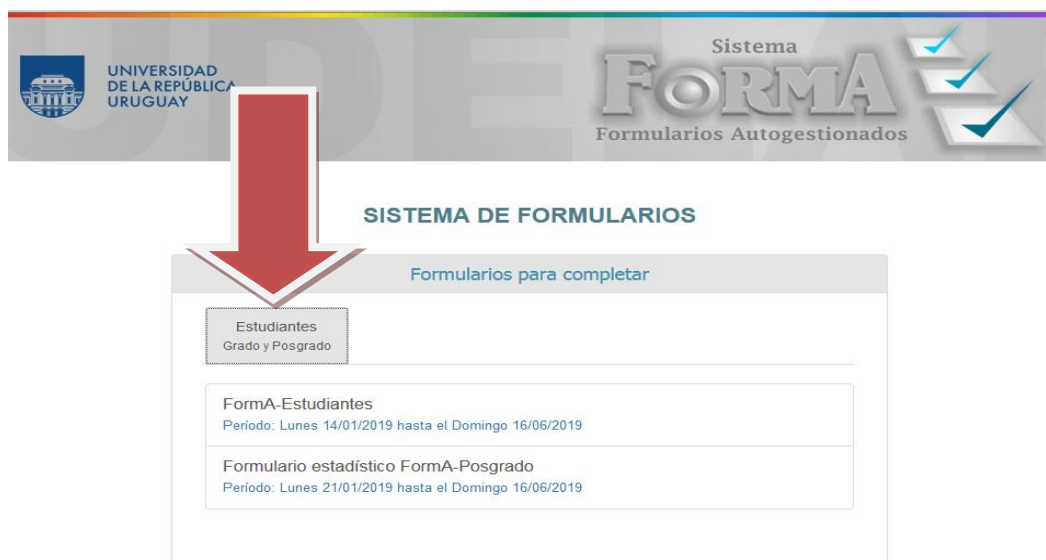 UNIVERSIDAD
DE LA REPÚBLICA
URUGUAY
Sistema
FORMA
Formularios Autogestionados
SISTEMA DE FORMULARIOS
Formularios para completar
Estudiantes
Grado y Posgrado
FormA-Estudiantes
Período: Lunes 14/01/2019 hasta el Domingo 16/06/2019
Formulario estadístico FormA-Posgrado
Período: Lunes 21/01/2019 hasta el Domingo 16/06/2019